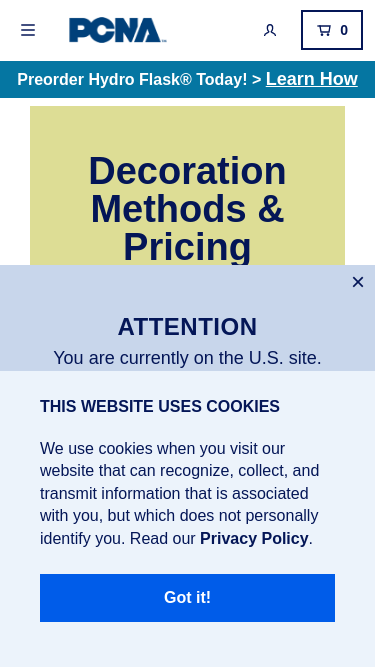 PCNA
0
Preorder Hydro Flask® Today! > Learn How
Decoration
Methods &
Pricing
×
ATTENTION
You are currently on the U.S. site.
THIS WEBSITE USES COOKIES
We use cookies when you visit our
website that can recognize, collect, and
transmit information that is associated
with you, but which does not personally
identify you. Read our Privacy Policy.
Got it!